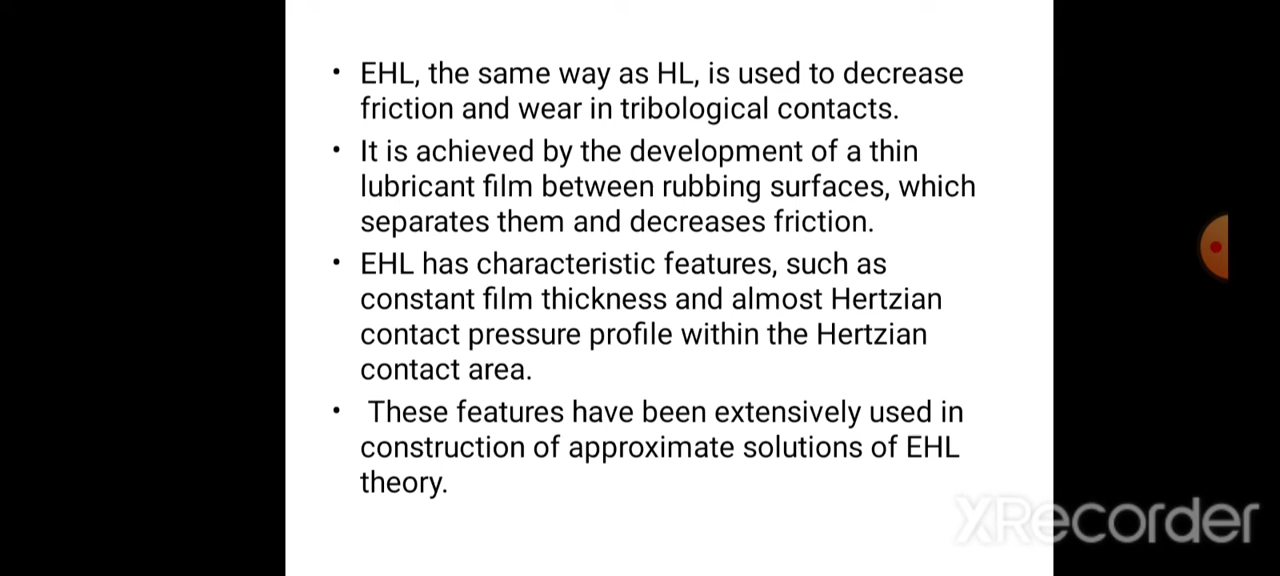 • EHL, the same way as HL, is used to decrease
friction and wear in tribological contacts.
• It is achieved by the development of a thin
lubricant film between rubbing surfaces, which
separates them and decreases friction.
• EHL has characteristic features, such as
constant film thickness and almost Hertzian
contact pressure profile within the Hertzian
contact area.
• These features have been extensively used in
construction of approximate solutions of EHL
theory.
XRecorder